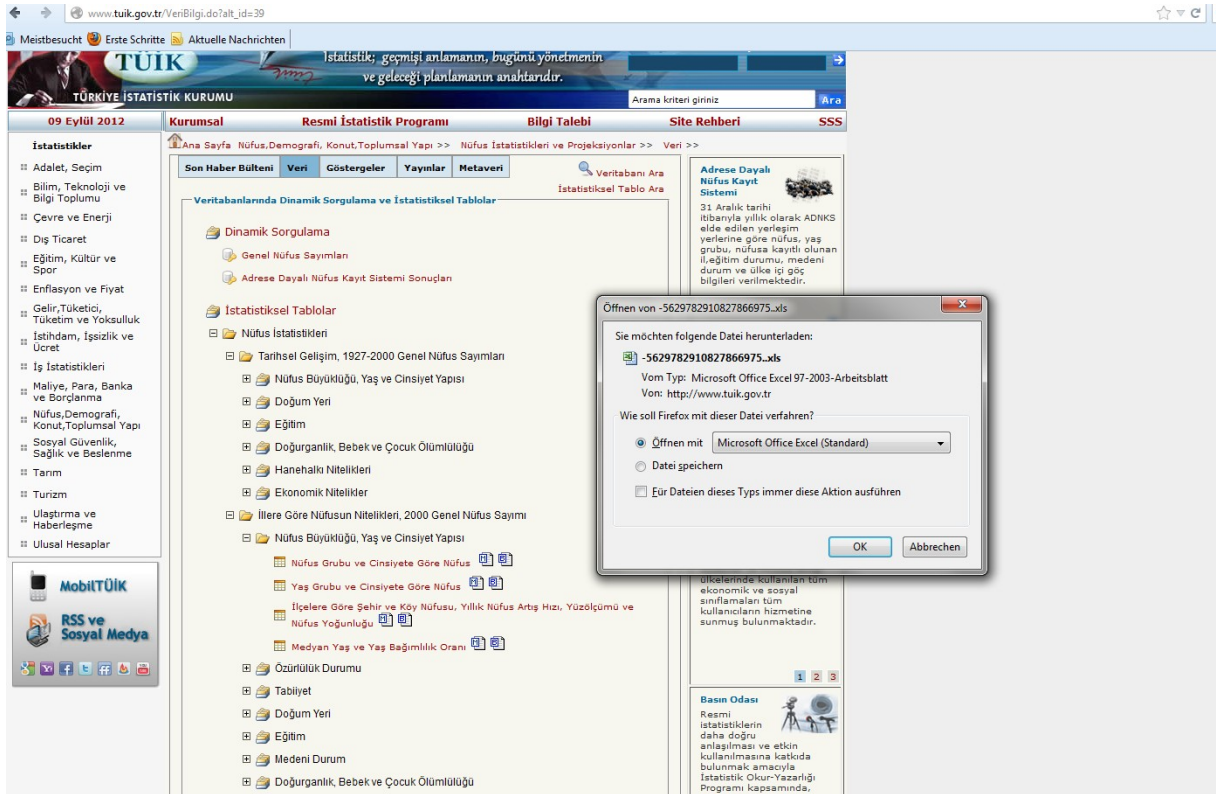 www.tuik.gov.tr/VeriBilgi.do?alt_id=39
Meistbesucht Erste Schritte Aktuelle Nachrichten
TÜİK
İstatistik; geçmişi anlamanın, bugünü yönetmenin
ve geleceği planlamanın anahtarıdır.
TÜRKİYE İSTATİSTİK KURUMU
Arama kriteri giriniz Ara
09 Eylül 2012 Kurumsal Resmi İstatistik Programı Bilgi Talebi Site Rehberi SSS
İstatistikler
Adalet, Seçim
Bilim, Teknoloji ve
Bilgi Toplumu
Çevre ve Enerji
Dış Ticaret
Eğitim, Kültür ve
Spor
Enflasyon ve Fiyat
Gelir,Tüketici,
Tüketim ve Yoksulluk
İstihdam, İşsizlik ve
Ücret
İş İstatistikleri
Maliye, Para, Banka
ve Borçlanma
Nüfus,Demografi,
Konut,Toplumsal Yapı
Sosyal Güvenlik,
Sağlık ve Beslenme
Tarım
Turizm
Ulaştırma ve
Haberleşme
Ulusal Hesaplar
MobilTÜİK
RSS ve
Sosyal Medya
Ana Sayfa Nüfus,Demografi, Konut,Toplumsal Yapı >> Nüfus İstatistikleri ve Projeksiyonlar >> Veri >>
Son Haber Bülteni Veri Göstergeler Yayınlar Metaveri
Veritabanı Ara
İstatistiksel Tablo Ara
Veritabanlarında Dinamik Sorgulama ve İstatistiksel Tablolar
Dinamik Sorgulama
Genel Nüfus Sayımları
Adrese Dayalı Nüfus Kayıt Sistemi Sonuçları
İstatistiksel Tablolar
Nüfus İstatistikleri
Tarihsel Gelişim, 1927-2000 Genel Nüfus Sayımları
Nüfus Büyüklüğü, Yaş ve Cinsiyet Yapısı
Doğum Yeri
Eğitim
Doğurganlik, Bebek ve Çocuk Ölümlülüğü
Hanehalkı Nitelikleri
Ekonomik Nitelikler
İllere Göre Nüfusun Nitelikleri, 2000 Genel Nüfus Sayımı
Nüfus Büyüklüğü, Yaş ve Cinsiyet Yapısı
Nüfus Grubu ve Cinsiyete Göre Nüfus
Yaş Grubu ve Cinsiyete Göre Nüfus
İlçelere Göre Şehir ve Köy Nüfusu, Yıllık Nüfus Artış Hızı, Yüzölçümü ve
Nüfus Yoğunluğu
Medyan Yaş ve Yaş Bağımlılık Oranı
Özürlülük Durumu
Tabiiyet
Doğum Yeri
Eğitim
Medeni Durum
Doğurganlık, Bebek ve Çocuk Ölümlülüğü
Adrese Dayalı
Nüfus Kayıt
Sistemi
31 Aralık tarihi
itibarıyla yıllık olarak ADNKS
elde edilen yerleşim
yerlerine göre nüfus, yaş
grubu, nüfusa kayıtlı olunan
il,eğitim durumu, medeni
durum ve ülke içi göç
bilgileri verilmektedir.
Öffnen von -5629782910827866975..xls
Sie möchten folgende Datei herunterladen:
-5629782910827866975..xls
Vom Typ: Microsoft Office Excel 97-2003-Arbeitsblatt
Von: http://www.tuik.gov.tr
Wie soll Firefox mit dieser Datei verfahren?
Öffnen mit Microsoft Office Excel (Standard)
Datei speichern
Für Dateien dieses Typs immer diese Aktion ausführen
OK Abbrechen
ülkelerinde kullanılan tüm
ekonomik ve sosyal
sınıflamaları tüm
kullanıcıların hizmetine
sunmuş bulunmaktadır.
1 2 3
Basın Odası
Resmi
istatistiklerin
daha doğru
anlaşılması ve etkin
kullanılmasına katkıda
bulunmak amacıyla
İstatistik Okur-Yazarlığı
Programı kapsamında,